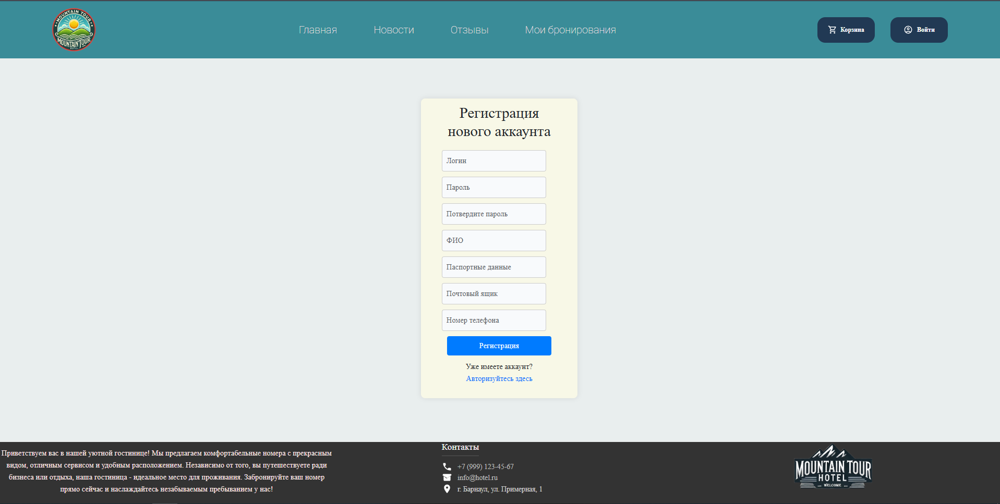 MOUNTAIN TOUR
MOUNTAIN TOUR
HOTEL
Главная
Новости
Отзывы
Мои бронирования
Корзина
Войти
Регистрация
нового аккаунта
Логин
Пароль
Потвердите пароль
ФИО
Паспортные данные
Почтовый ящик
Номер телефона
Регистрация
Уже имеете аккаунт?
Авторизуйтесь здесь
Приветствуем вас в нашей уютной гостинице! Мы предлагаем комфортабельные номера с прекрасным
видом, отличным сервисом и удобным расположением. Независимо от того, вы путешествуете ради
бизнеса или отдыха, наша гостиница - идеальное место для проживания. Забронируйте ваш номер
прямо сейчас и наслаждайтесь незабываемым пребыванием у нас!
Контакты
+7 (999) 123-45-67
info@hotel.ru
г. Барнаул, ул. Примерная, 1
MOUNTAIN TOUR
HOTEL
WELCOME